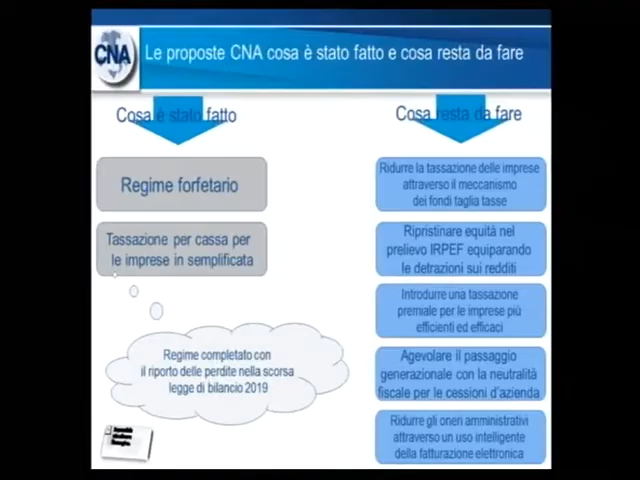 CNA
Le proposte CNA cosa è stato fatto e cosa resta da fare
Cosa è stato fatto
Regime forfetario
Tassazione per cassa per
le imprese in semplificata
Regime completato con
il riporto delle perdite nella scorsa
legge di bilancio 2019
Cosa resta da fare
Ridurre la tassazione delle imprese
attraverso il meccanismo
dei fondi taglia tasse
Ripristinare equità nel
prelievo IRPEF equiparando
le detrazioni sui redditi
Introdurre una tassazione
premiale per le imprese più
efficienti ed efficaci
Agevolare il passaggio
generazionale con la neutralità
fiscale per le cessioni d'azienda
Ridurre gli oneri amministrativi
attraverso un uso intelligente
della fatturazione elettronica